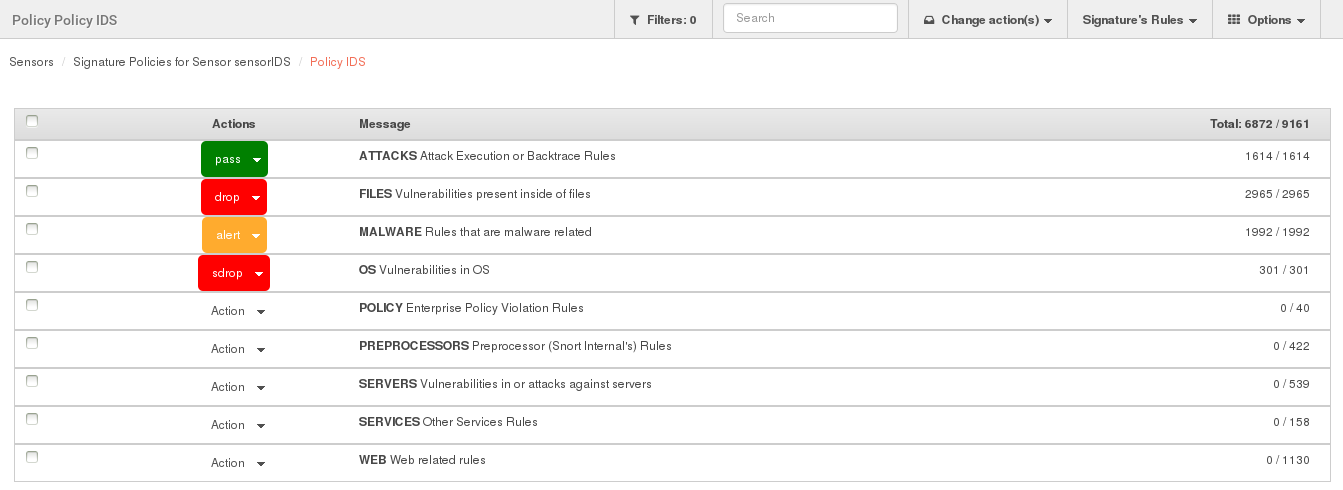 Policy Policy IDS Filters: 0 Search Change action(s) Signature's Rules Options
Sensors / Signature Policies for Sensor sensorIDS / Policy IDS
Actions Message Total: 6872 / 9161
pass ATTACKS Attack Execution or Backtrace Rules 1614 / 1614
drop FILES Vulnerabilities present inside of files 2965 / 2965
alert MALWARE Rules that are malware related 1992 / 1992
sdrop OS Vulnerabilities in OS 301 / 301
Action POLICY Enterprise Policy Violation Rules 0 / 40
Action PREPROCESSORS Preprocessor (Snort Internal's) Rules 0 / 422
Action SERVERS Vulnerabilities in or attacks against servers 0 / 539
Action SERVICES Other Services Rules 0 / 158
Action WEB Web related rules 0 / 1130